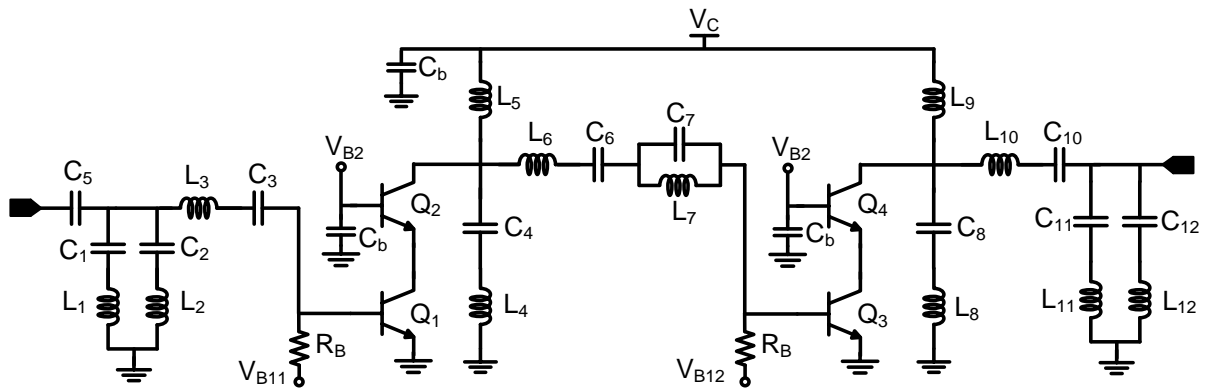 V_C
C_b
L_5
L_9
C_7
L_6
C_6
L_10
C_10
V_B2
V_B2
C_5
L_3
C_3
L_7
Q_2
Q_4
C_1
C_2
C_b
C_4
C_b
C_8
C_11
C_12
L_1
L_2
Q_1
L_4
Q_3
L_8
L_11
L_12
R_B
R_B
V_B11
V_B12